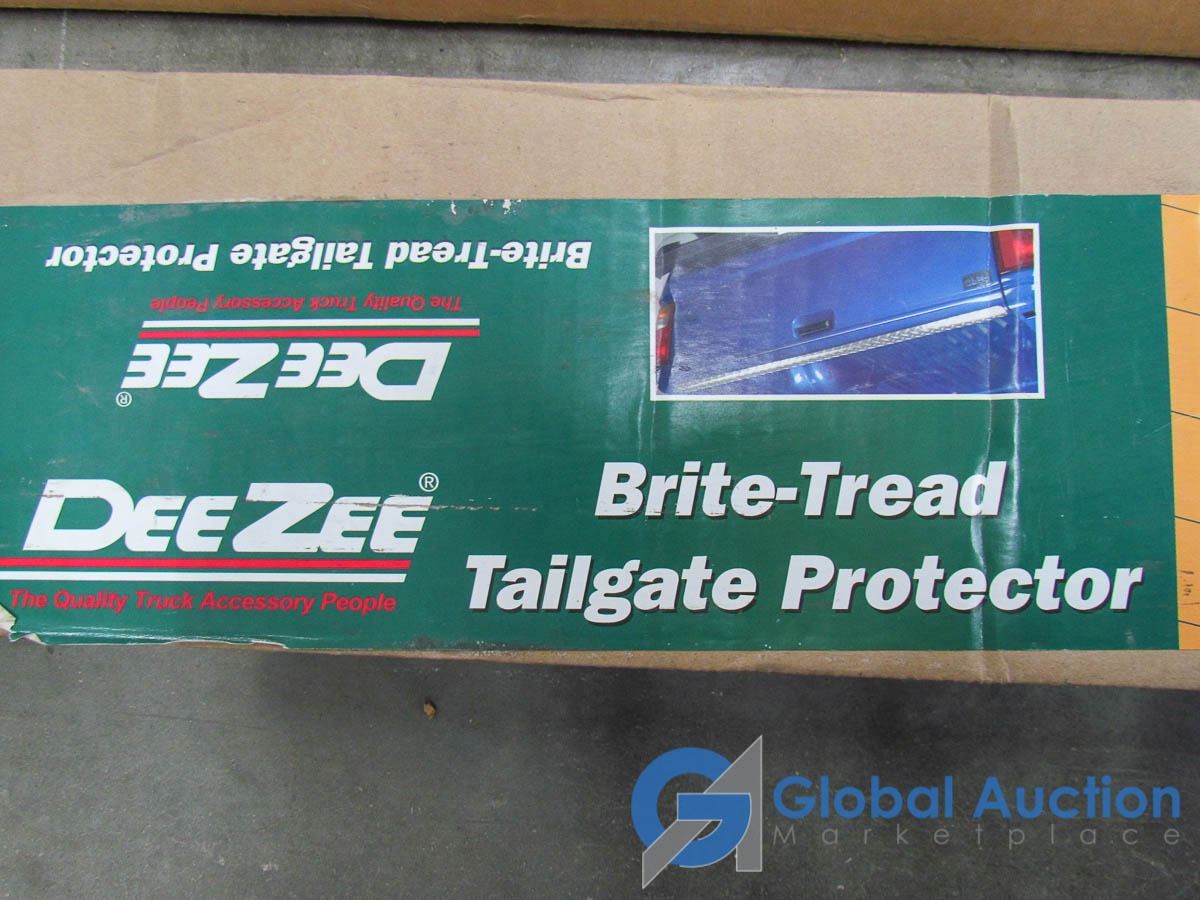 Brite-Tread Tailgate Protector
The Quality Truck Accessory People
DEE ZEE®
DEE ZEE®
The Quality Truck Accessory People
Brite-Tread
Tailgate Protector
Global Auction
Marketplace